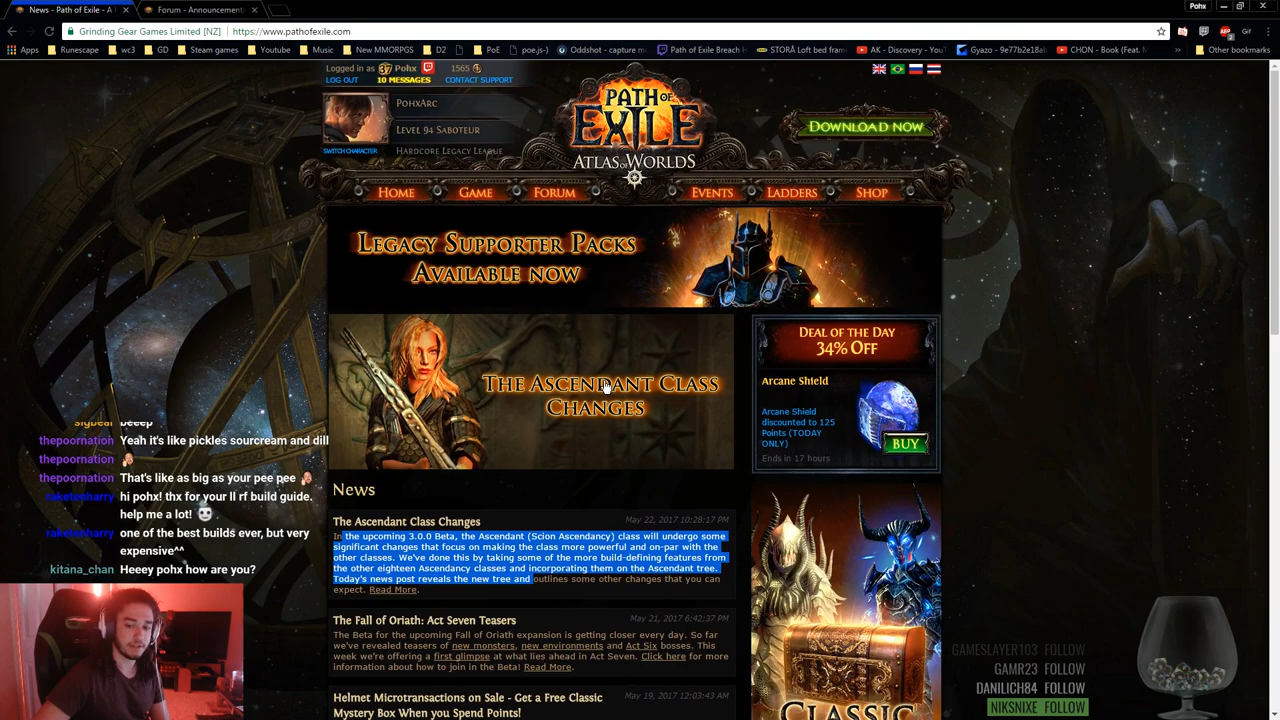 News - Path of Exile - A F
Forum - Announcement
Pohx
Grinding Gear Games Limited [NZ] | https://www.pathofexile.com
Apps
Runescape
wc3
GD
Steam games
Youtube
Music
New MMORPGS
D2
PoE
poe.js-)
Oddshot - capture m
Path of Exile Breach H
STORÅ Loft bed fram
AK - Discovery - YouT
Gyazo - 9e77b2e18ab
CHON - Book (Feat. M
Other bookmarks
Logged in as Pohx
1565
LOG OUT
10 MESSAGES
CONTACT SUPPORT
PohxArc
Level 94 Saboteur
Hardcore Legacy League
SWITCH CHARACTER
PATH OF
EXILE
ATLAS OF WORLDS
DOWNLOAD NOW
HOME
GAME
FORUM
EVENTS
LADDERS
SHOP
Legacy Supporter Packs
Available now
The Ascendant Class
Changes
Deal of the Day
34% Off
Arcane Shield
Arcane Shield
discounted to 125
Points (TODAY
ONLY)
BUY
Ends in 17 hours
News
The Ascendant Class Changes
May 22, 2017 10:28:17 PM
In the upcoming 3.0.0 Beta, the Ascendant (Scion Ascendancy) class will undergo some
significant changes that focus on making the class more powerful and on-par with the
other classes. We've done this by taking some of the more build-defining features from
the other eighteen Ascendancy classes and incorporating them on the Ascendant tree.
Today's news post reveals the new tree and outlines some other changes that you can
expect. Read More.
The Fall of Oriath: Act Seven Teasers
May 21, 2017 6:42:37 PM
The Beta for the upcoming Fall of Oriath expansion is getting closer every day. So far
we've revealed teasers of new monsters, new environments and Act Six bosses. This
week we're offering a first glimpse at what lies ahead in Act Seven. Click here for more
information about how to join in the Beta! Read More.
Helmet Microtransactions on Sale - Get a Free Classic
Mystery Box When you Spend Points!
May 19, 2017 12:03:43 AM
CLASSIC
sigbear beeep
thepoornation Yeah it's like pickles sourcream and dill
thepoornation
thepoornation That's like as big as your pee pee
raketenharry hi pohx! thx for your ll rf build guide.
help me a lot!
raketenharry one of the best builds ever, but very
expensive^^
kitana_chan Heeey pohx how are you?
GAMESLAYER103 FOLLOW
GAMR23 FOLLOW
DANILICH84 FOLLOW
NIKSNIXE FOLLOW